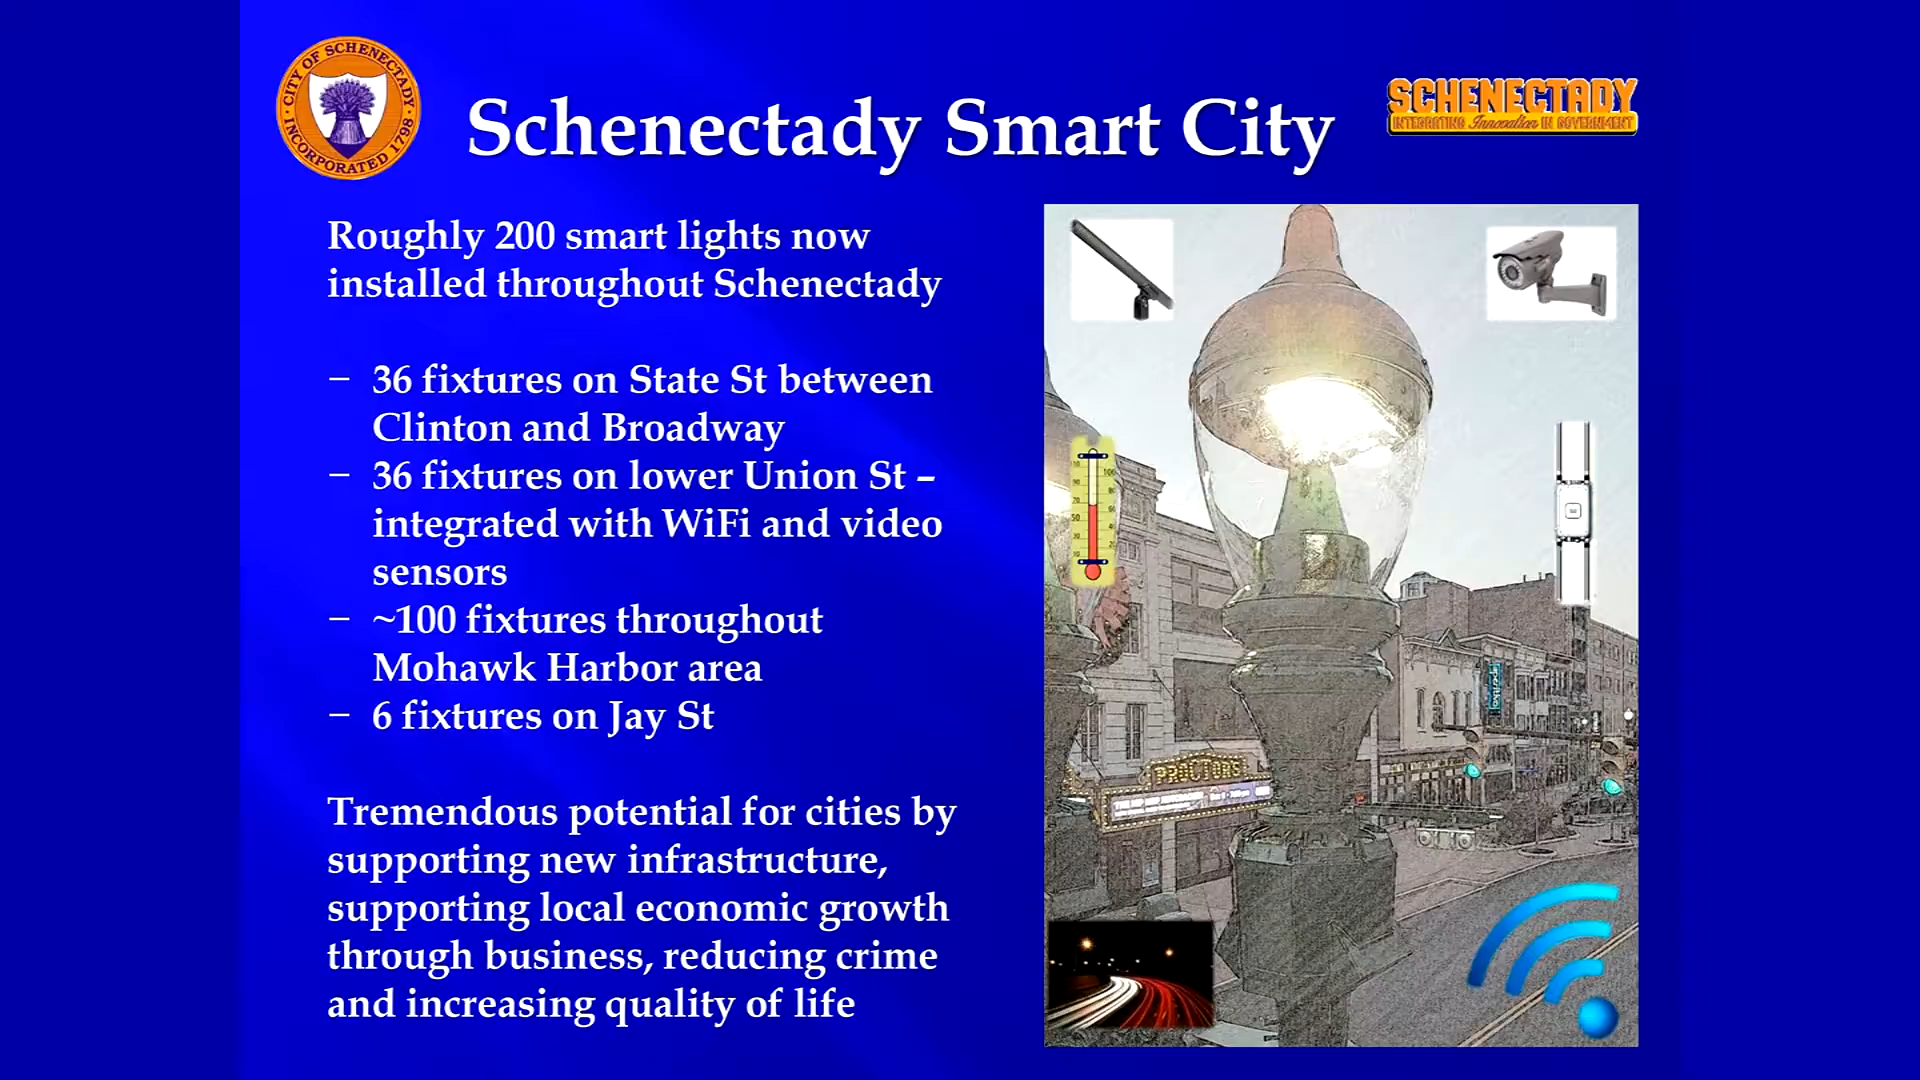 CITY OF SCHENECTADY
INCORPORATED 1798
Schenectady Smart City
SCHENECTADY
INTEGRATING Innovation IN GOVERNMENT
Roughly 200 smart lights now
installed throughout Schenectady
– 36 fixtures on State St between
Clinton and Broadway
– 36 fixtures on lower Union St –
integrated with WiFi and video
sensors
– ~100 fixtures throughout
Mohawk Harbor area
– 6 fixtures on Jay St
Tremendous potential for cities by
supporting new infrastructure,
supporting local economic growth
through business, reducing crime
and increasing quality of life
PROCTORS